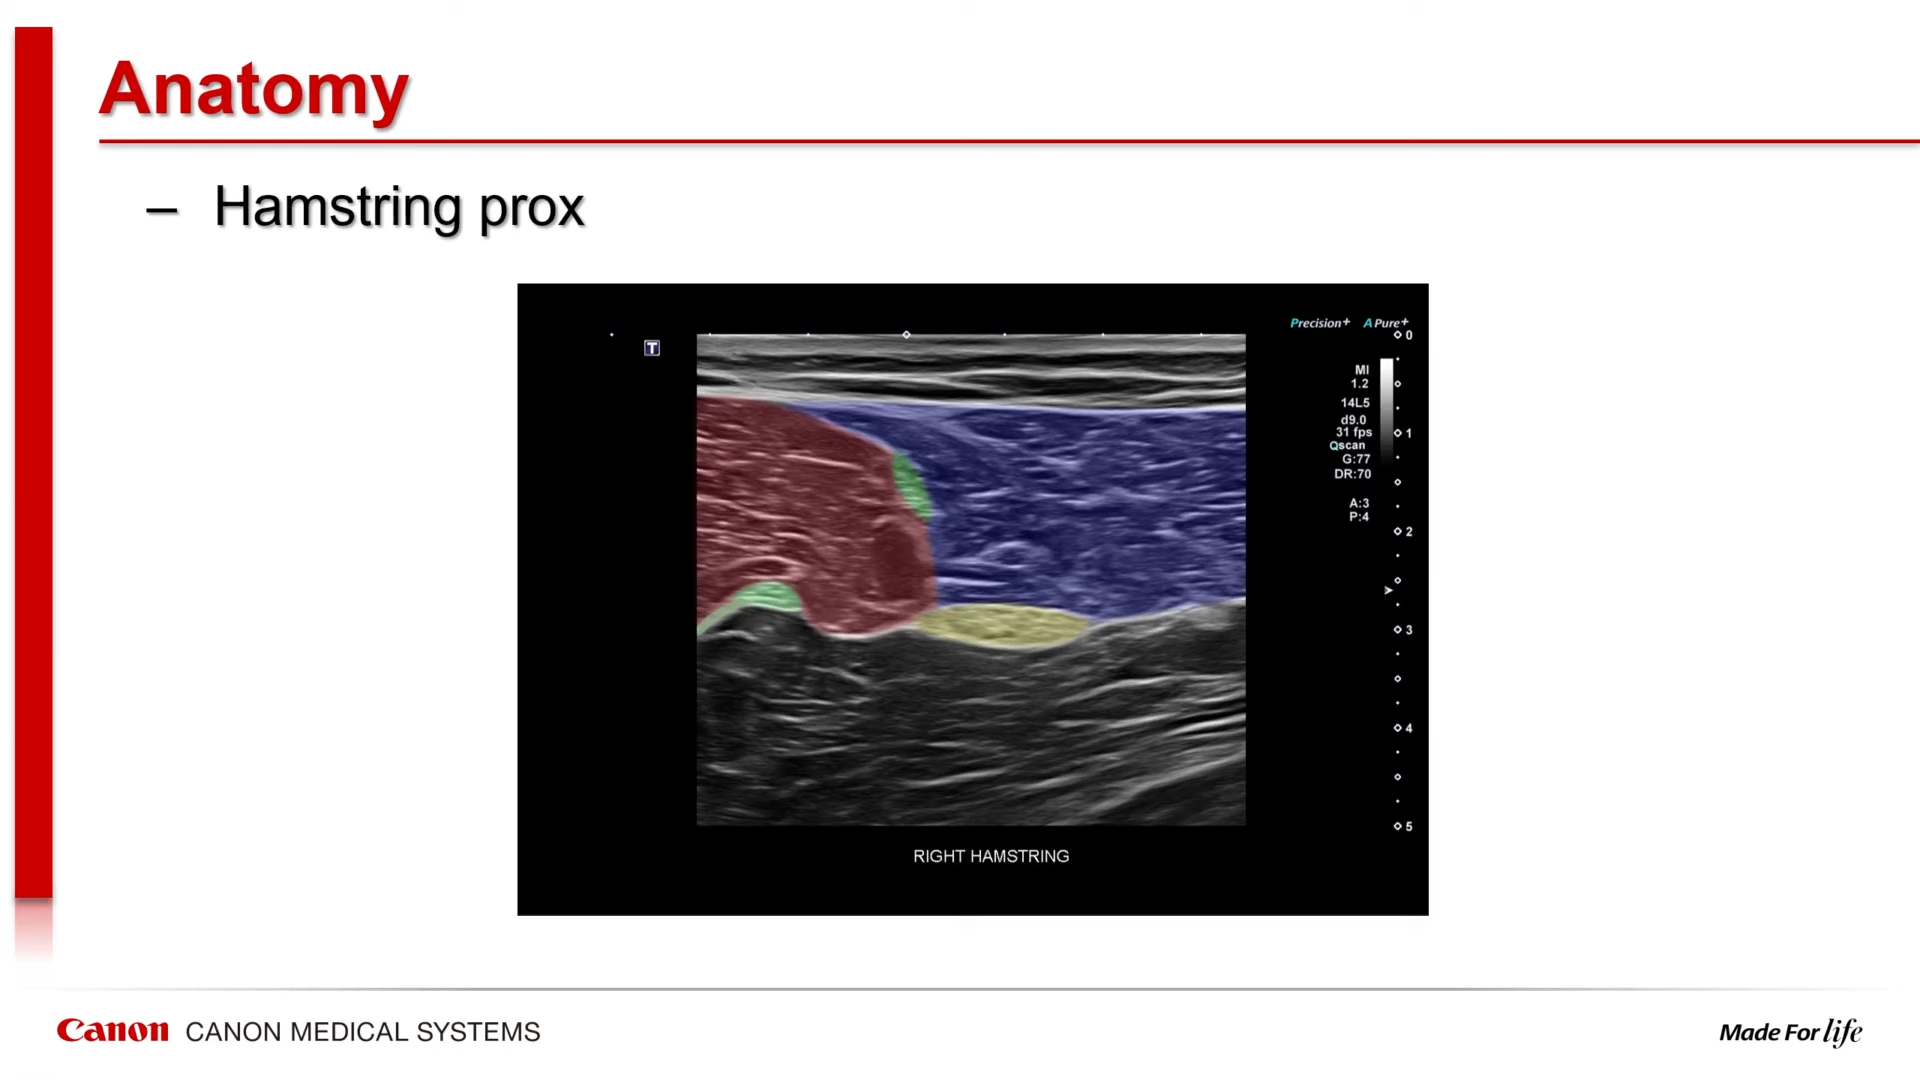 Anatomy
– Hamstring prox
Precision+ APure+
T
0
MI
1.2
14L5
d9.0
31 fps
Qscan
G:77
DR:70
A:3
P:4
1
2
3
4
5
RIGHT HAMSTRING
Canon CANON MEDICAL SYSTEMS
Made For life